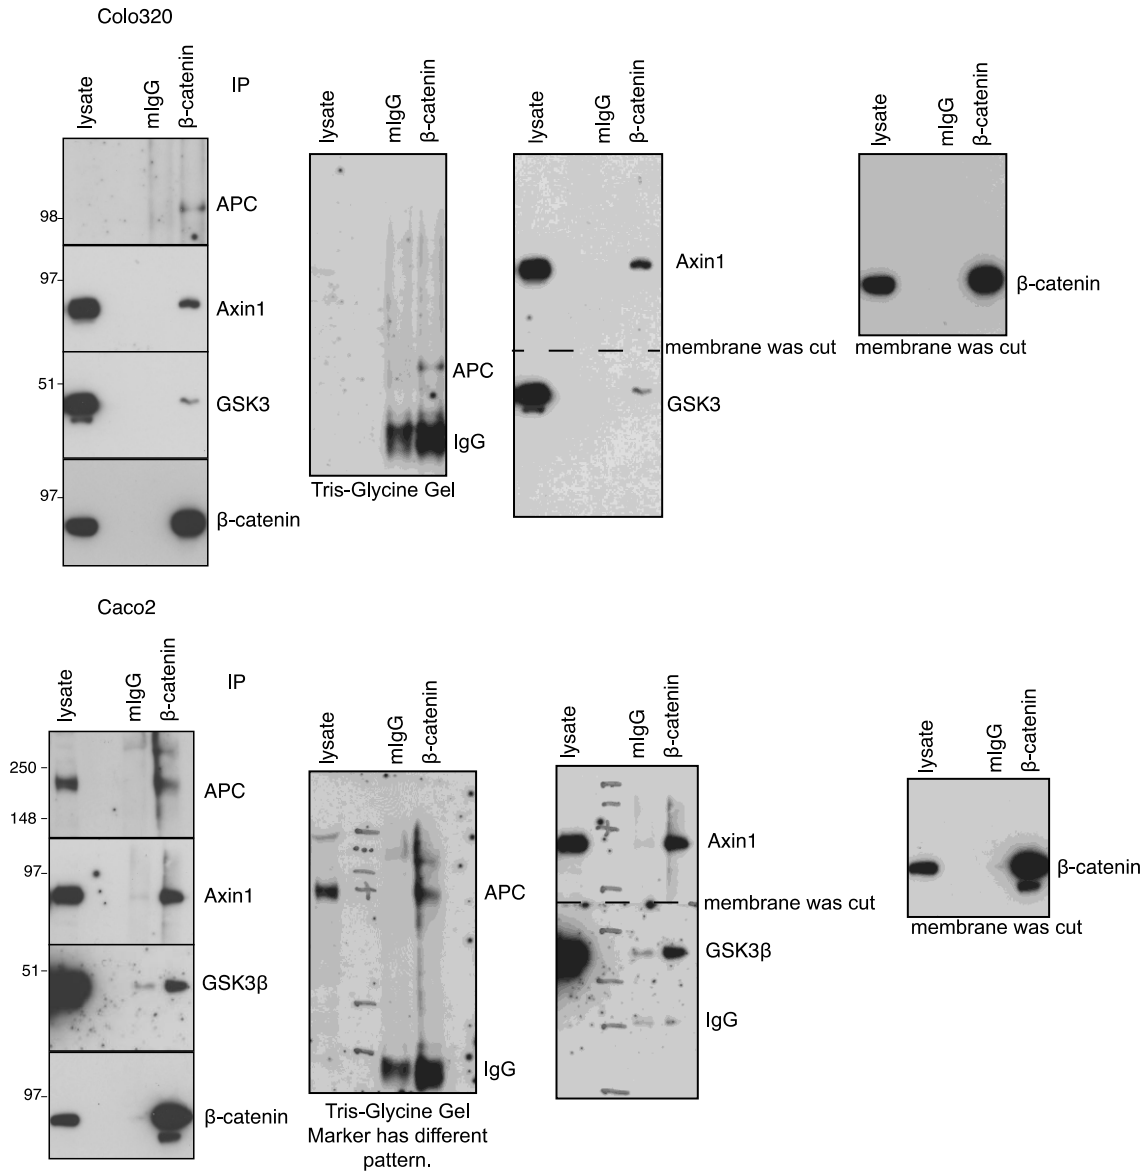 Colo320
lysate
mIgG
β-catenin
IP
98
APC
97
Axin1
51
GSK3
97
β-catenin
lysate
mIgG
β-catenin
APC
IgG
Tris-Glycine Gel
lysate
mIgG
β-catenin
Axin1
membrane was cut
GSK3
lysate
mIgG
β-catenin
β-catenin
membrane was cut
Caco2
lysate
mIgG
β-catenin
IP
250
APC
148
97
Axin1
51
GSK3β
97
β-catenin
lysate
mIgG
β-catenin
APC
IgG
Tris-Glycine Gel
Marker has different
pattern.
lysate
mIgG
β-catenin
Axin1
membrane was cut
GSK3β
IgG
lysate
mIgG
β-catenin
β-catenin
membrane was cut